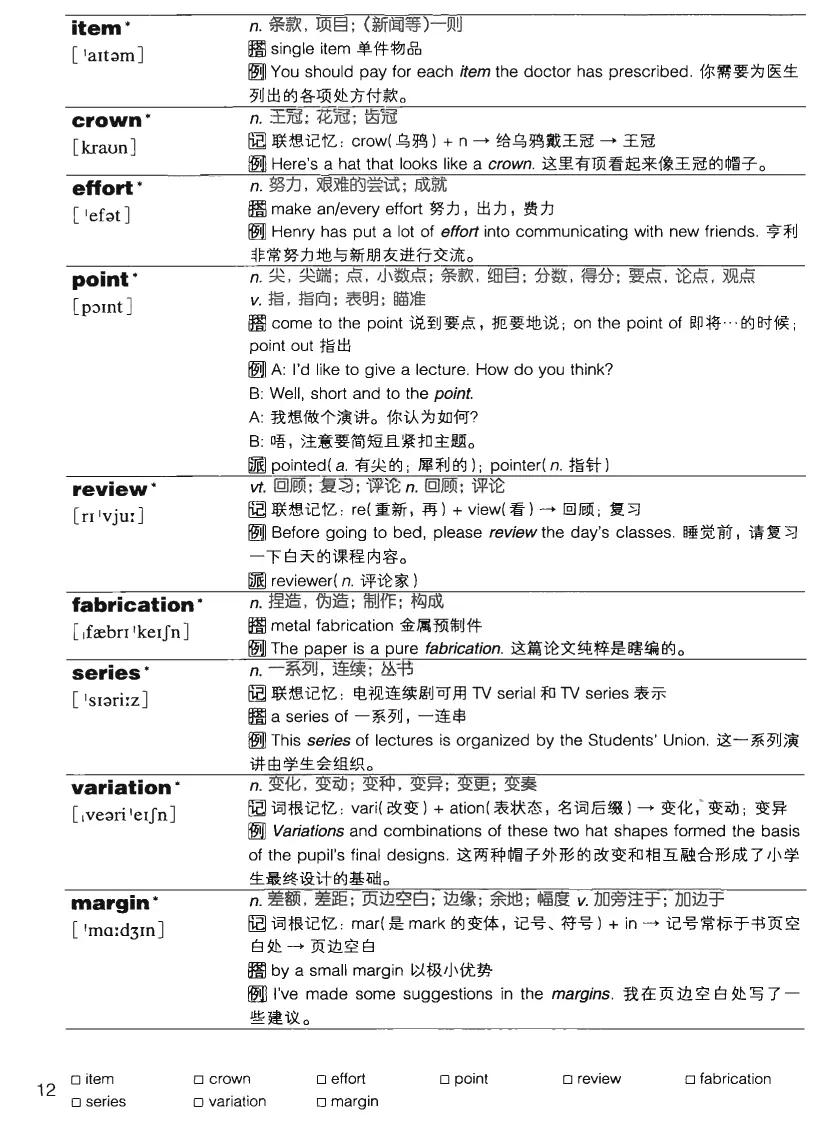 item*
[ˈaɪtəm]
n. 条款，项目；（新闻等）一则
搭 single item 单件物品
例 You should pay for each item the doctor has prescribed. 你需要为医生
列出的各项处方付款。
crown*
[kraʊn]
n. 王冠；花冠；齿冠
记 联想记忆：crow(乌鸦) + n → 给乌鸦戴王冠 → 王冠
例 Here's a hat that looks like a crown. 这里有顶看起来像王冠的帽子。
effort*
[ˈefət]
n. 努力，艰难的尝试；成就
搭 make an/every effort 努力，出力，费力
例 Henry has put a lot of effort into communicating with new friends. 亨利
非常努力地与新朋友进行交流。
point*
[pɔɪnt]
n. 尖，尖端；点，小数点；条款，细目；分数，得分；要点，论点，观点
v. 指，指向；表明；瞄准
搭 come to the point 说到要点，扼要地说；on the point of 即将…的时候；
point out 指出
例 A: I'd like to give a lecture. How do you think?
B: Well, short and to the point.
A: 我想做个演讲。你认为如何?
B: 唔，注意要简短且紧扣主题。
派 pointed(a. 有尖的；犀利的)；pointer(n. 指针)
review*
[rɪˈvjuː]
vt. 回顾；复习；评论 n. 回顾；评论
记 联想记忆：re(重新，再) + view(看) → 回顾；复习
例 Before going to bed, please review the day's classes. 睡觉前，请复习
一下白天的课程内容。
派 reviewer(n. 评论家)
fabrication*
[ˌfæbrɪˈkeɪʃn]
n. 捏造，伪造；制作；构成
搭 metal fabrication 金属预制件
例 The paper is a pure fabrication. 这篇论文纯粹是瞎编的。
series*
[ˈsɪəriːz]
n. 一系列，连续；丛书
记 联想记忆：电视连续剧可用 TV serial 和 TV series 表示
搭 a series of 一系列，一连串
例 This series of lectures is organized by the Students' Union. 这一系列演
讲由学生会组织。
variation*
[ˌveəriˈeɪʃn]
n. 变化，变动；变种，变异；变更；变奏
记 词根记忆：vari(改变) + ation(表状态，名词后缀) → 变化，变动；变异
例 Variations and combinations of these two hat shapes formed the basis
of the pupil's final designs. 这两种帽子外形的改变和相互融合形成了小学
生最终设计的基础。
margin*
[ˈmɑːdʒɪn]
n. 差额，差距；页边空白；边缘；余地；幅度 v. 加旁注于；加边于
记 词根记忆：mar(是 mark 的变体，记号、符号) + in → 记号常标于书页空
白处 → 页边空白
搭 by a small margin 以极小优势
例 I've made some suggestions in the margins. 我在页边空白处写了一
些建议。
12
□ item □ crown □ effort □ point □ review □ fabrication
□ series □ variation □ margin